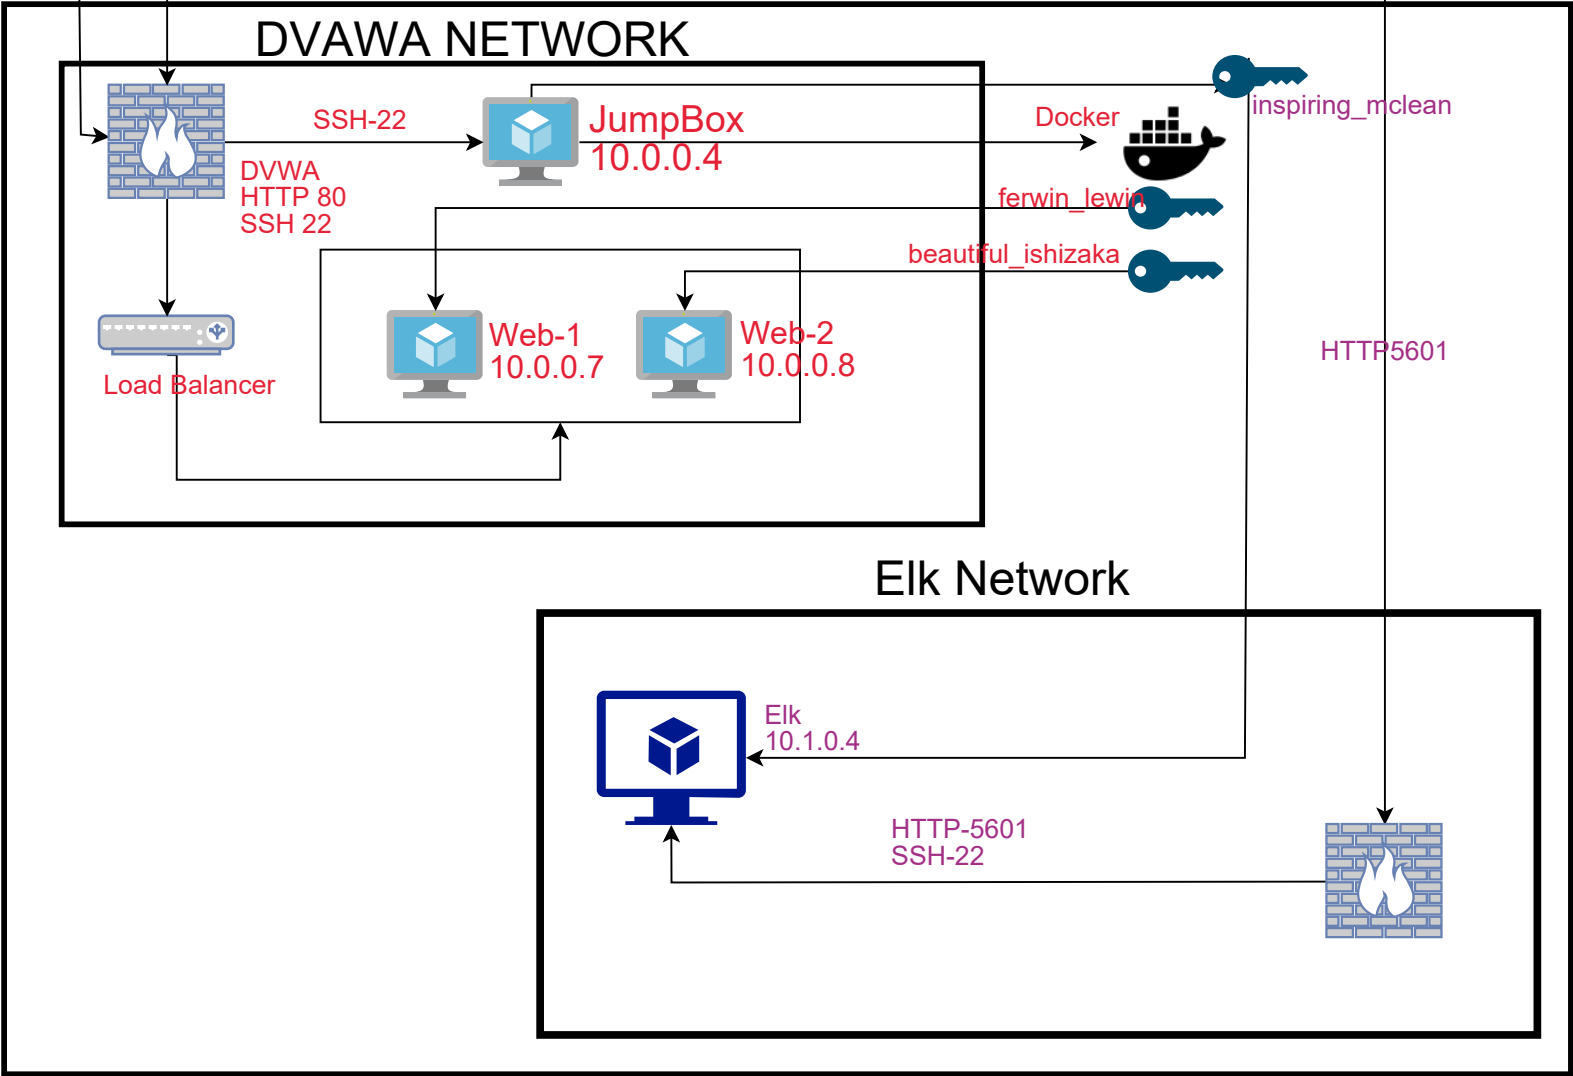 DVAWA NETWORK
inspiring_mclean
SSH-22
JumpBox
10.0.0.4
Docker
DVWA
HTTP 80
SSH 22
ferwin_lewin
beautiful_ishizaka
Web-1
10.0.0.7
Web-2
10.0.0.8
HTTP5601
Load Balancer
Elk Network
Elk
10.1.0.4
HTTP-5601
SSH-22